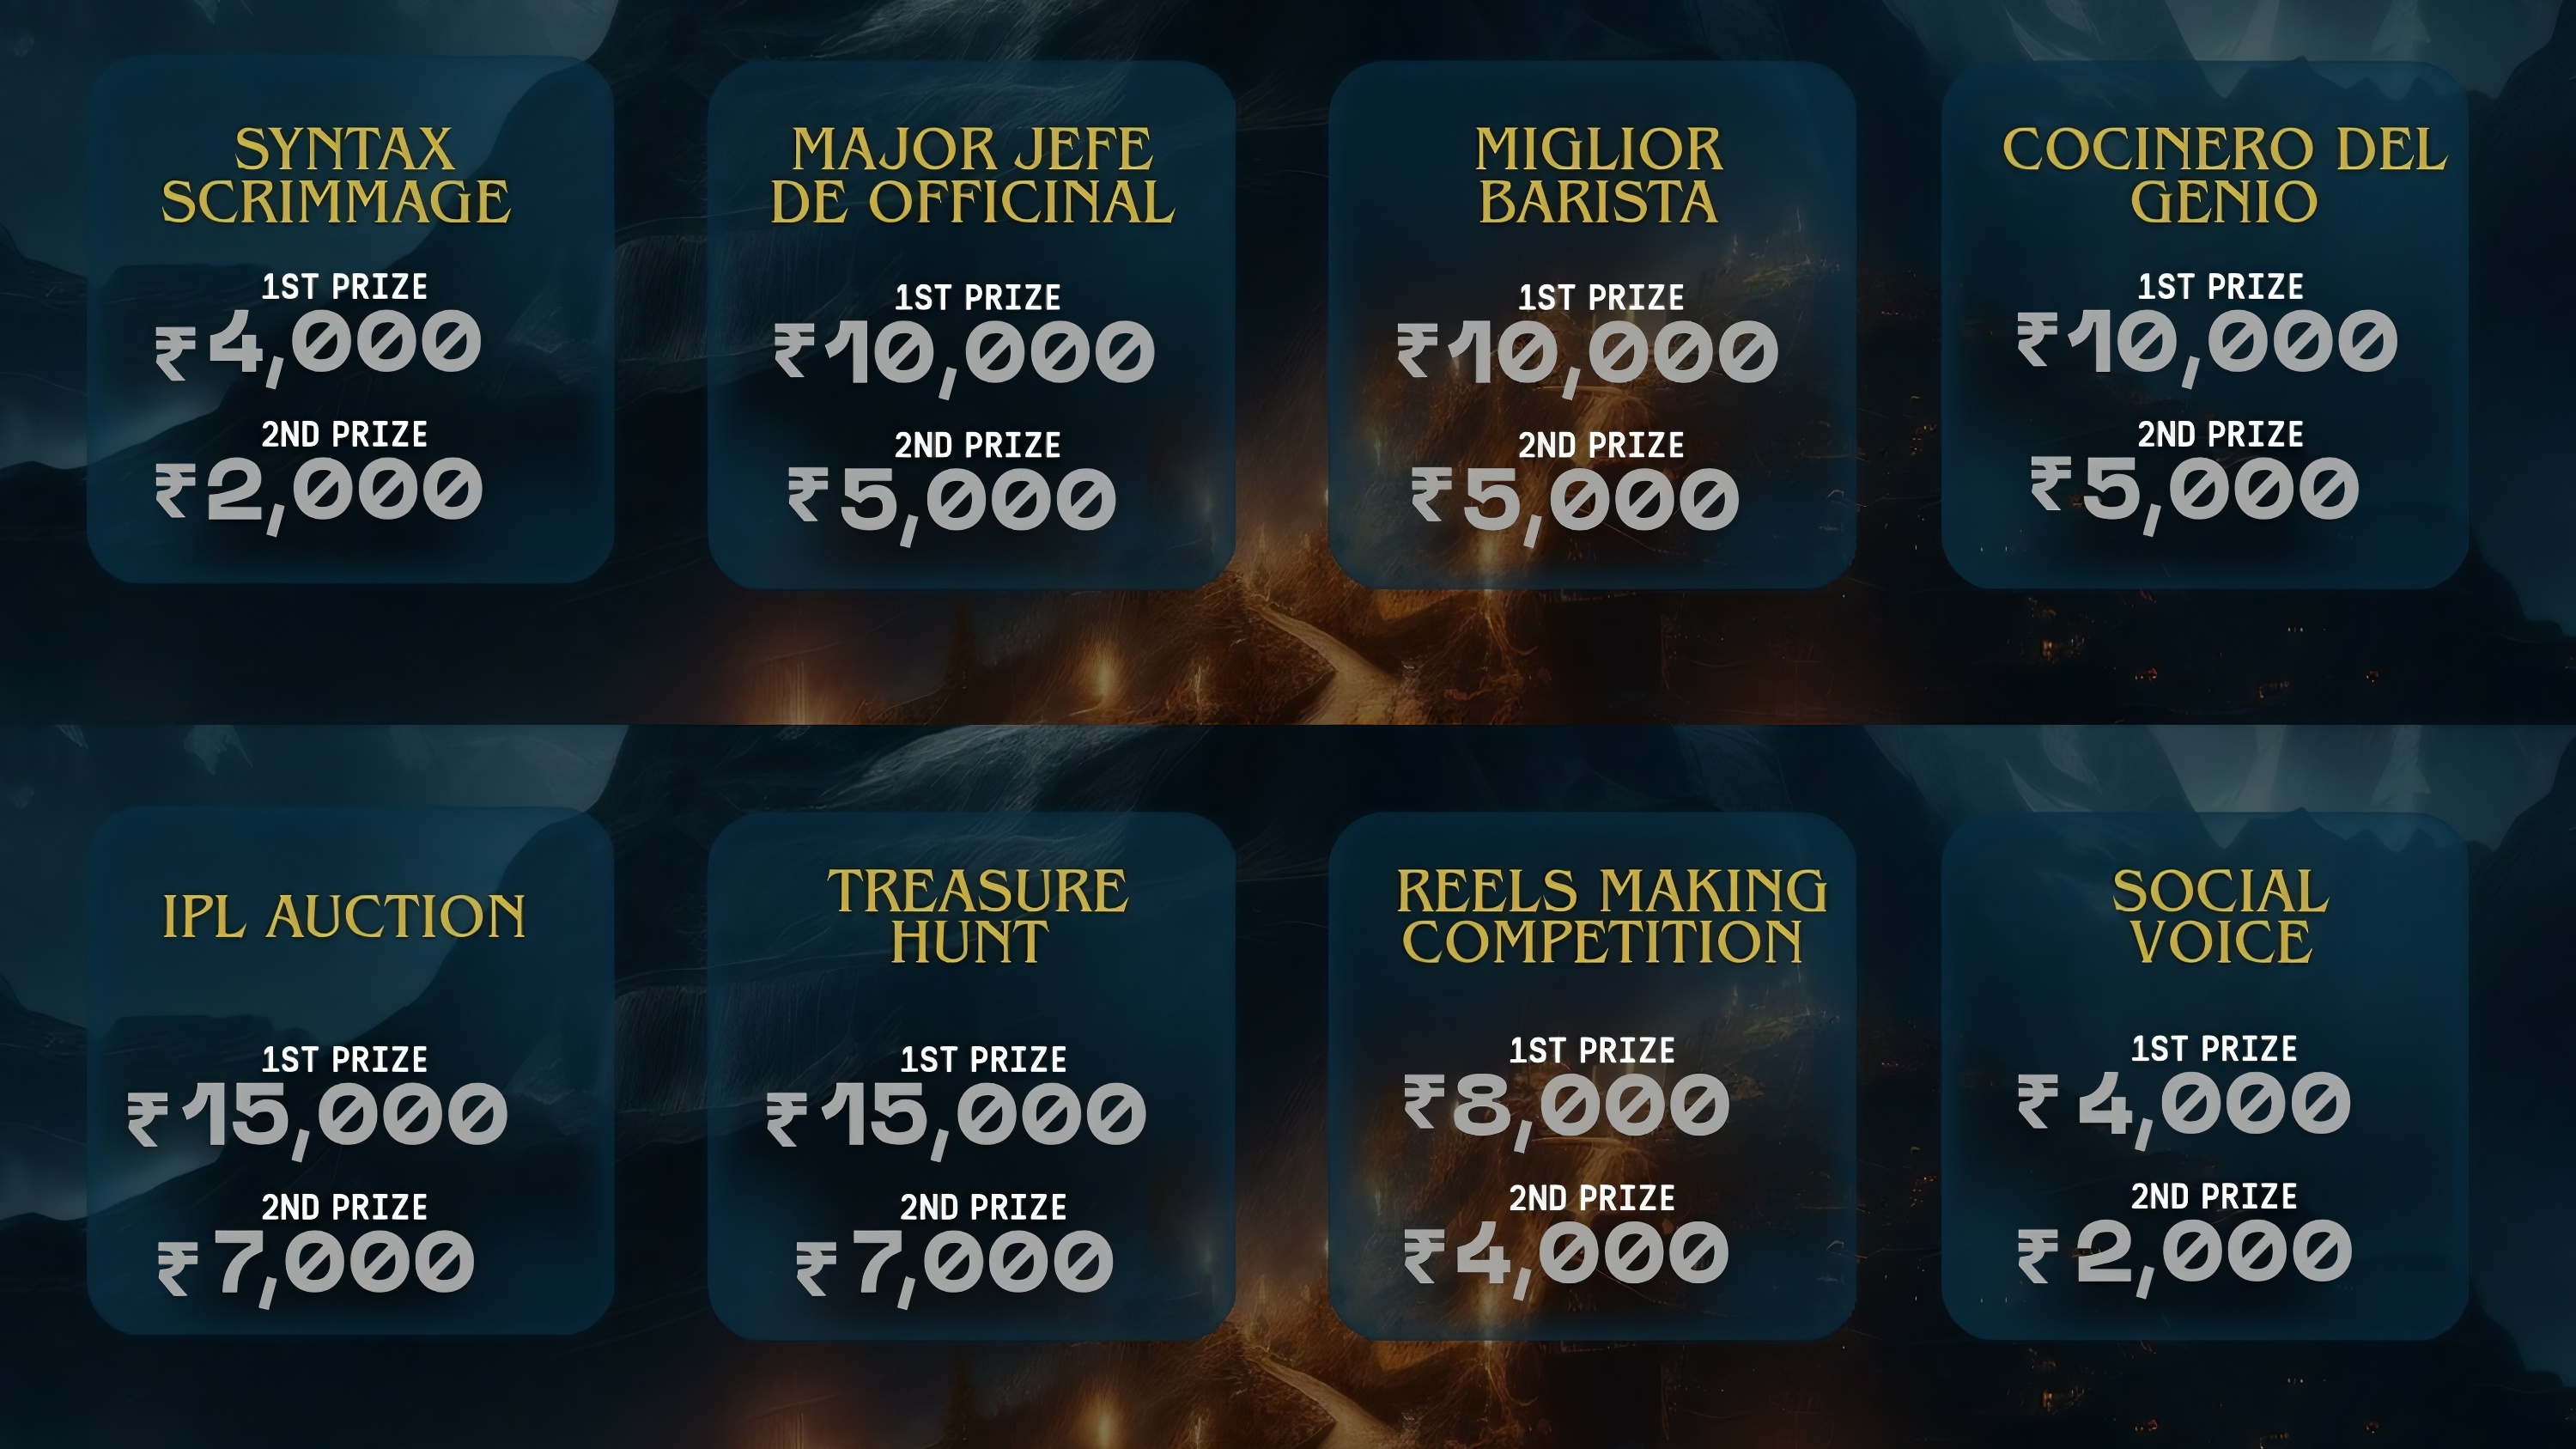 SYNTAX
SCRIMMAGE
1ST PRIZE
₹4,000
2ND PRIZE
₹2,000
MAJOR JEFE
DE OFFICINAL
1ST PRIZE
₹10,000
2ND PRIZE
₹5,000
MIGLIOR
BARISTA
1ST PRIZE
₹10,000
2ND PRIZE
₹5,000
COCINERO DEL
GENIO
1ST PRIZE
₹10,000
2ND PRIZE
₹5,000
IPL AUCTION
1ST PRIZE
₹15,000
2ND PRIZE
₹7,000
TREASURE
HUNT
1ST PRIZE
₹15,000
2ND PRIZE
₹7,000
REELS MAKING
COMPETITION
1ST PRIZE
₹8,000
2ND PRIZE
₹4,000
SOCIAL
VOICE
1ST PRIZE
₹4,000
2ND PRIZE
₹2,000